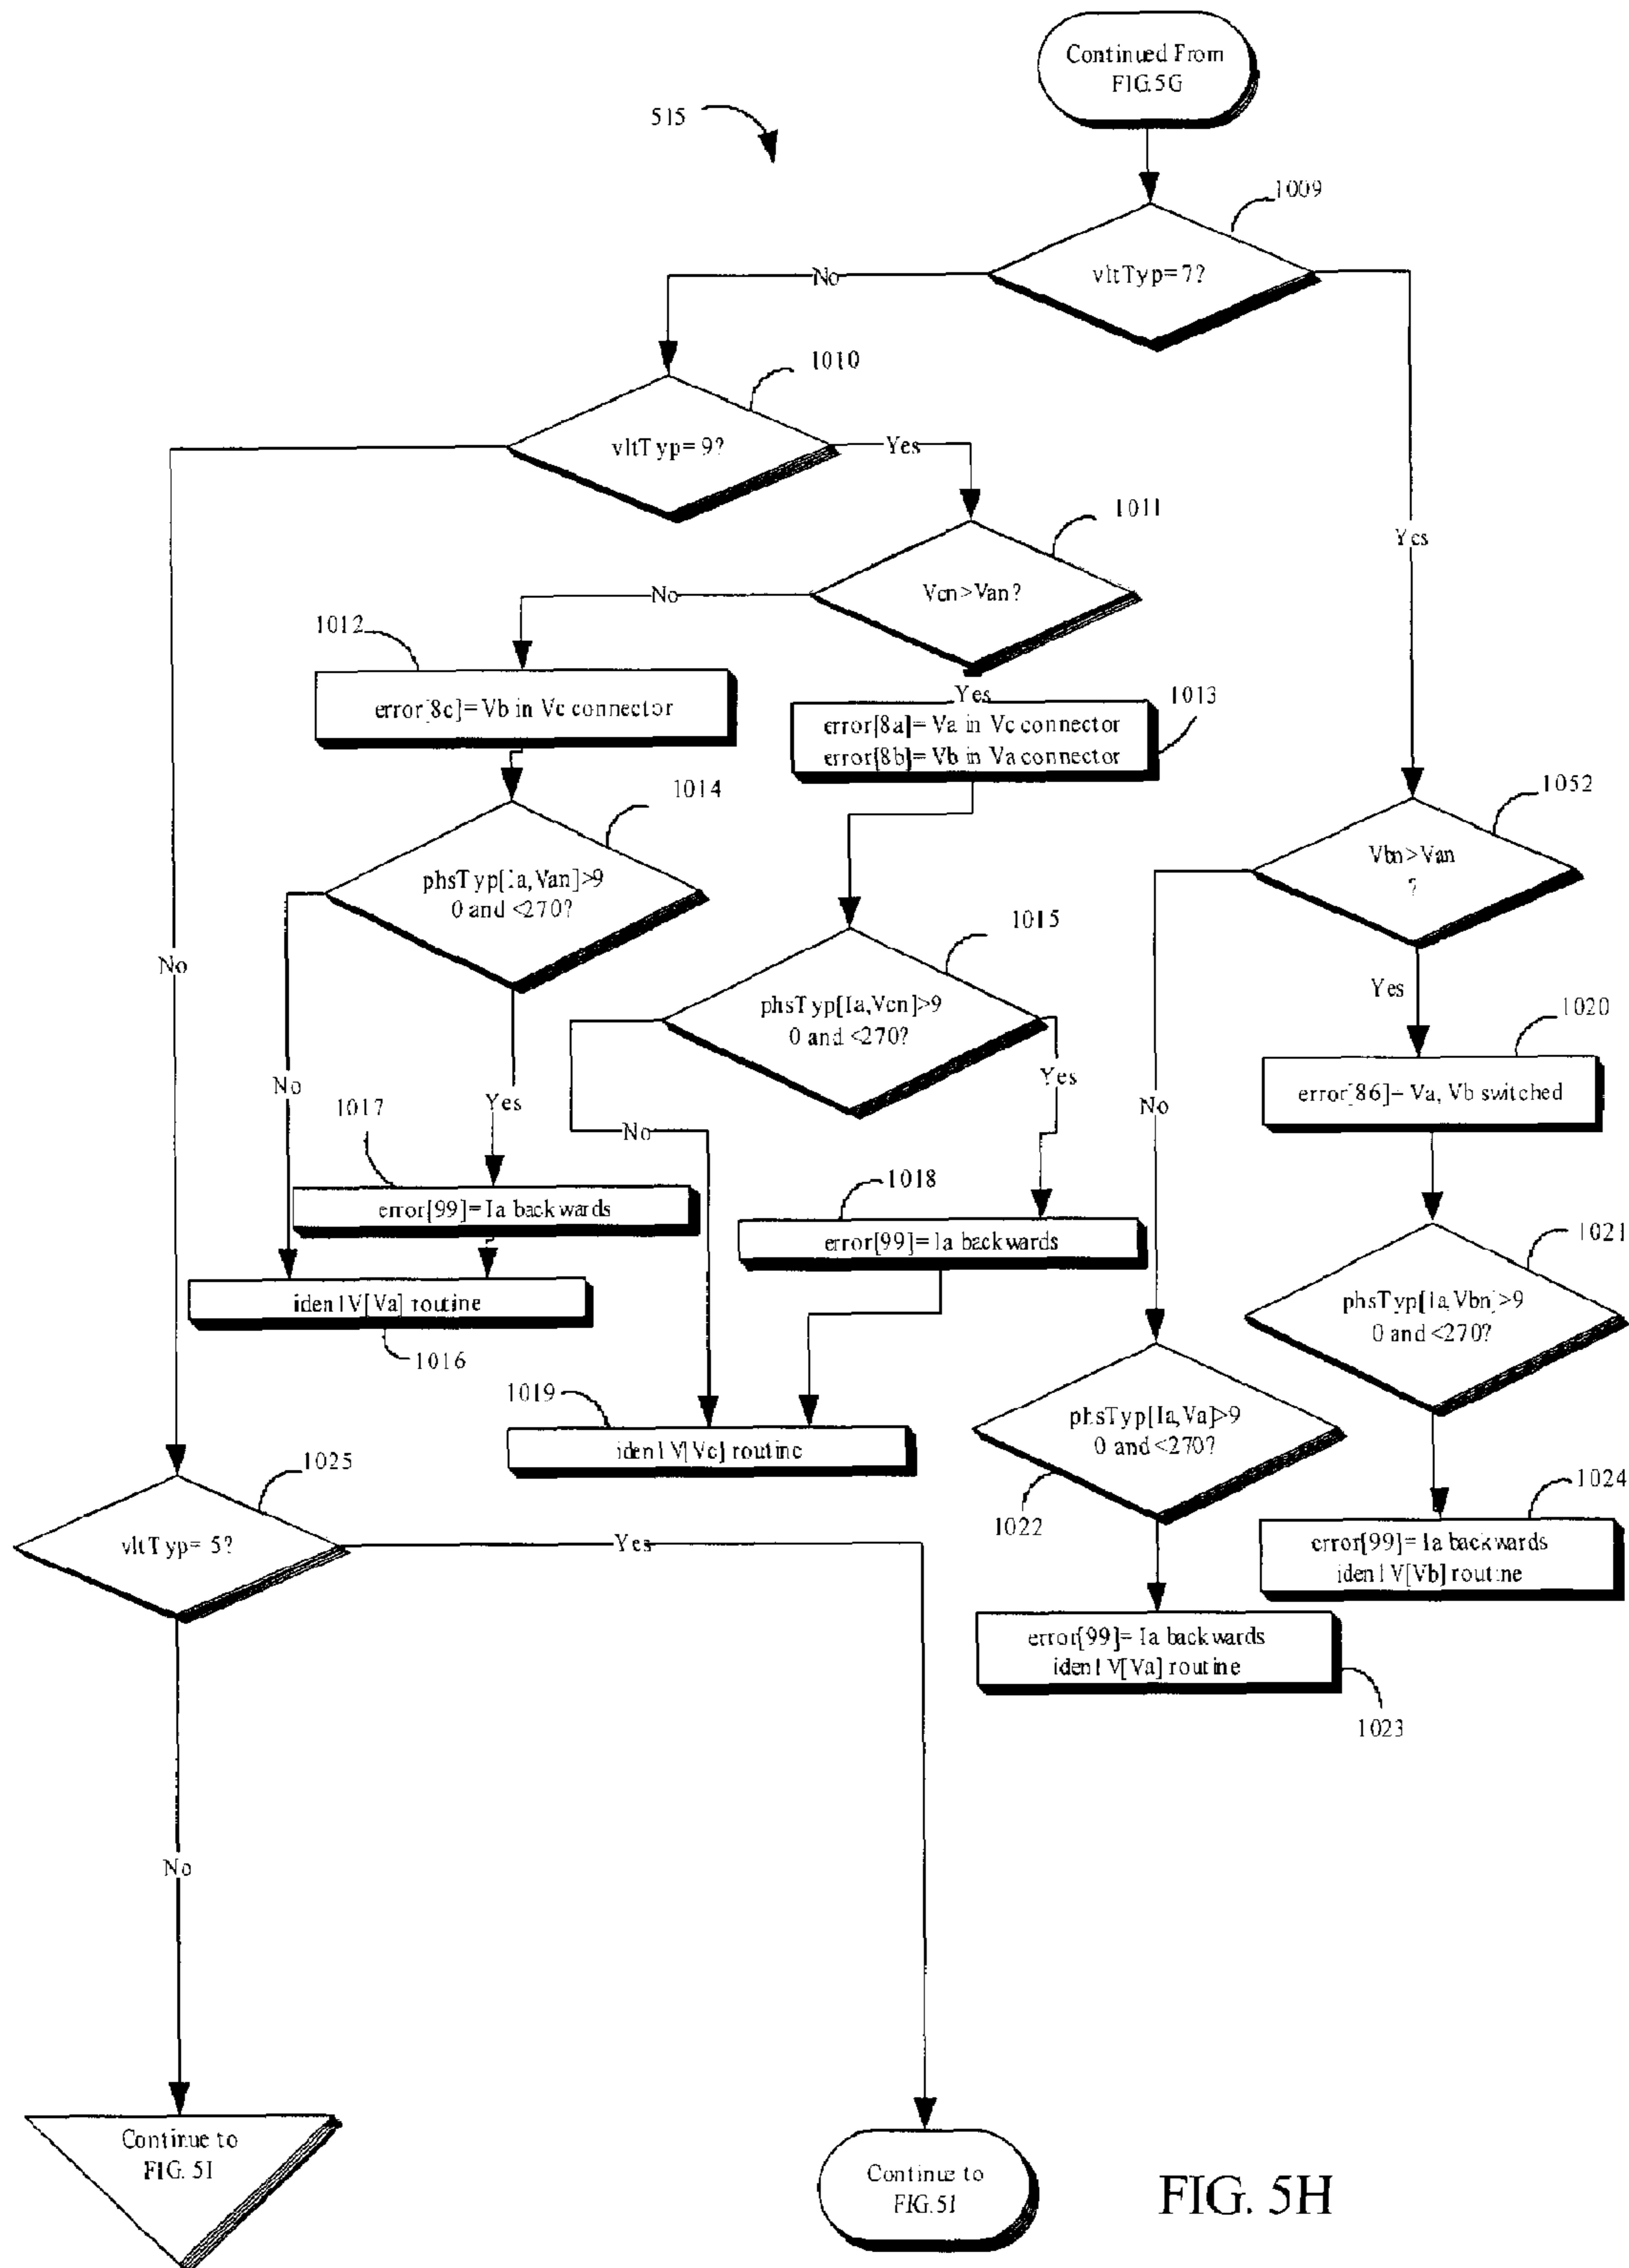 Continued From
FIG.5G
515
1009
vltTyp=7?
No
1010
vltTyp=9?
Yes
1011
Yes
Vcn>Van?
No
1012
error[8c]=Vb in Vc connector
Yes
error[8a]=Va in Vc connector
error[8b]=Vb in Va connector
1013
1014
1052
phsTyp[Ia,Van]>9
0 and <270?
Vbn>Van
?
1015
No
phsTyp[Ia,Vcn]>9
0 and <270?
Yes
1020
No
Yes
Yes
No
error[86]= Va, Vb switched
1017
No
error[99]=Ia backwards
1018
error[99]=Ia backwards
1021
idenIV[Va] routine
phsTyp[Ia,Vbn]>9
0 and <270?
1016
1019
phsTyp[Ia,Va]>9
0 and <270?
idenIV[Vc] routine
1025
1024
vltTyp= 5?
Yes
1022
error[99]=Ia backwards
idenIV[Vb] routine
error[99]=Ia backwards
idenIV[Va] routine
1023
No
Continue to
FIG. 5I
Continue to
FIG.5I
FIG. 5H